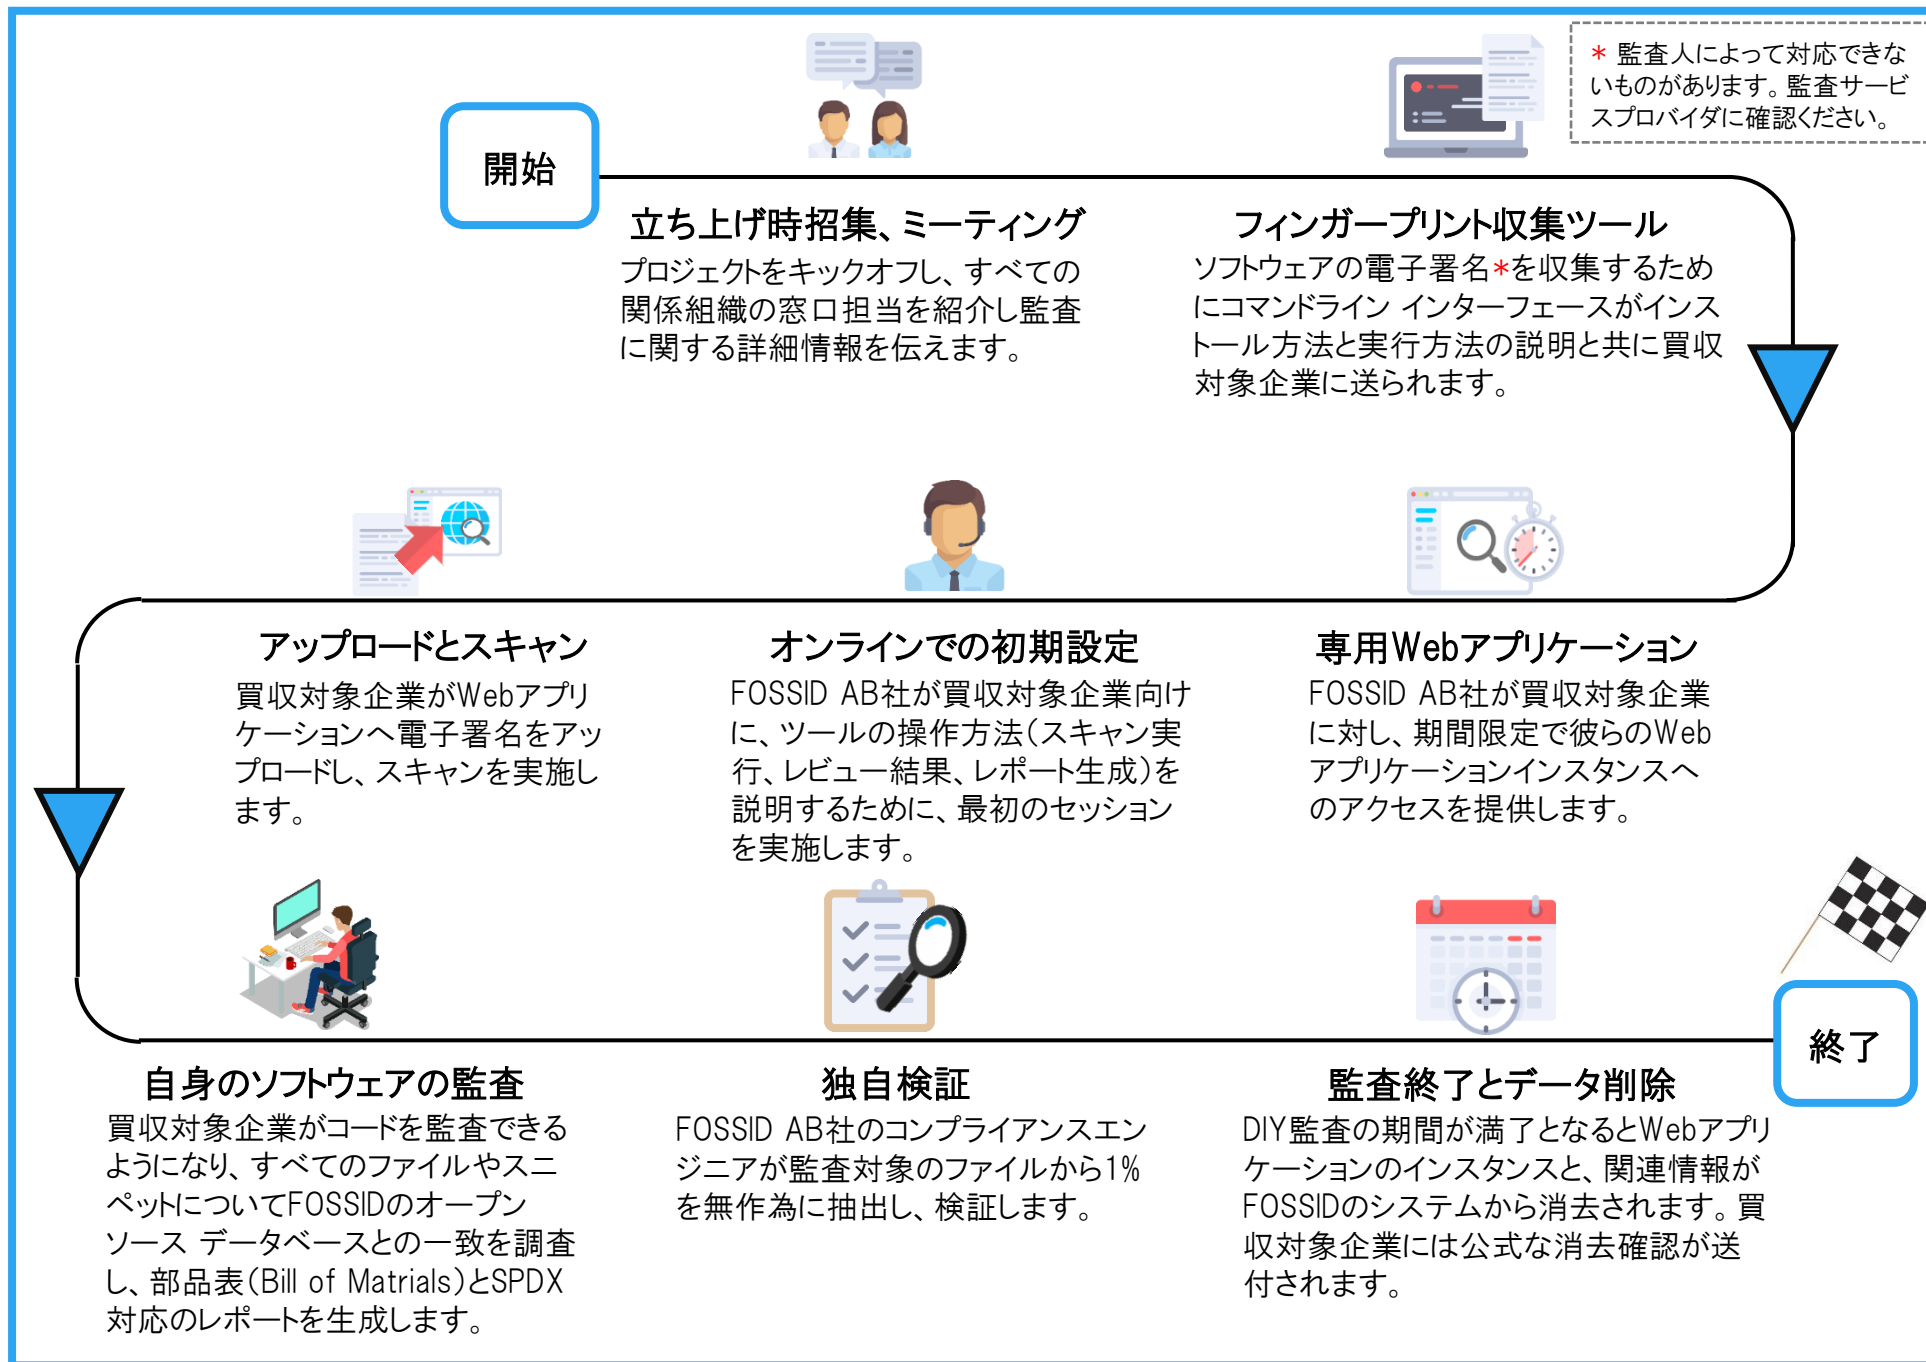 * 監査人によって対応できな
いものがあります。監査サービ
スプロバイダに確認ください。
開始
立ち上げ時招集、ミーティング
プロジェクトをキックオフし、すべての
関係組織の窓口担当を紹介し監査
に関する詳細情報を伝えます。
フィンガープリント収集ツール
ソフトウェアの電子署名*を収集するため
にコマンドライン インターフェースがインス
トール方法と実行方法の説明と共に買収
対象企業に送られます。
専用Webアプリケーション
FOSSID AB社が買収対象企業
に対し、期間限定で彼らのWeb
アプリケーションインスタンスへ
のアクセスを提供します。
オンラインでの初期設定
FOSSID AB社が買収対象企業向け
に、ツールの操作方法(スキャン実
行、レビュー結果、レポート生成)を
説明するために、最初のセッション
を実施します。
アップロードとスキャン
買収対象企業がWebアプリ
ケーションへ電子署名をアッ
プロードし、スキャンを実施し
ます。
自身のソフトウェアの監査
買収対象企業がコードを監査できる
ようになり、すべてのファイルやスニ
ペットについてFOSSIDのオープン
ソース データベースとの一致を調査
し、部品表(Bill of Matrials)とSPDX
対応のレポートを生成します。
独自検証
FOSSID AB社のコンプライアンスエン
ジニアが監査対象のファイルから1%
を無作為に抽出し、検証します。
監査終了とデータ削除
DIY監査の期間が満了となるとWebアプリ
ケーションのインスタンスと、関連情報が
FOSSIDのシステムから消去されます。買
収対象企業には公式な消去確認が送
付されます。
終了